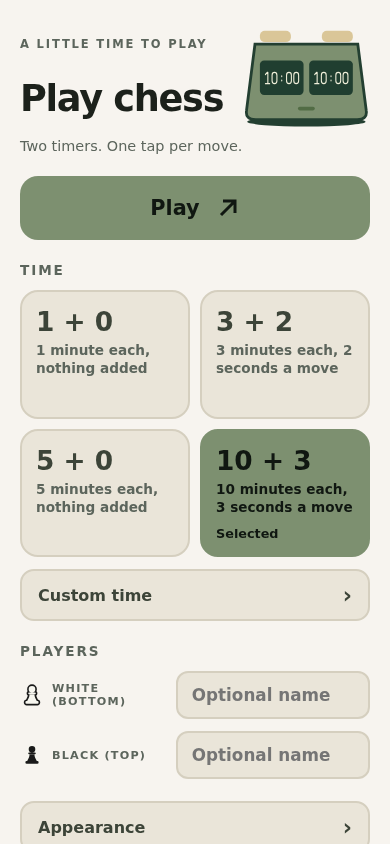 A LITTLE TIME TO PLAY
10:00 10:00
Play chess
Two timers. One tap per move.
Play
TIME
1 + 0
1 minute each,
nothing added
3 + 2
3 minutes each, 2
seconds a move
5 + 0
5 minutes each,
nothing added
10 + 3
10 minutes each,
3 seconds a move
Selected
Custom time
PLAYERS
WHITE
(BOTTOM)
Optional name
BLACK (TOP)
Optional name
Appearance